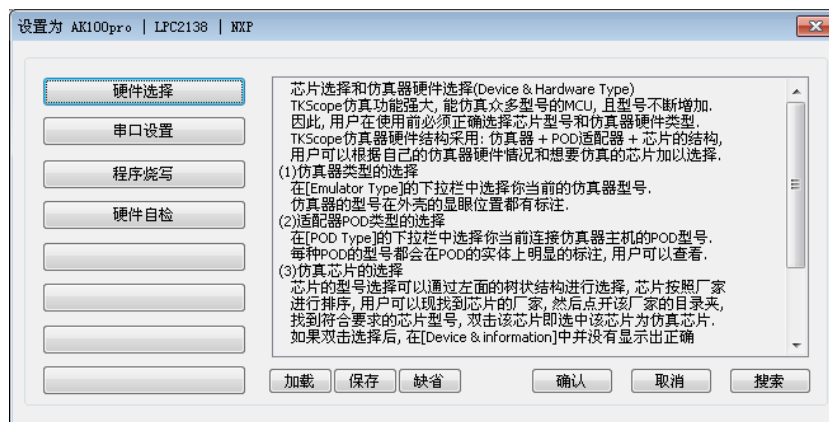 设置为 AK100pro | LPC2138 | NXP
硬件选择
串口设置
程序烧写
硬件自检
芯片选择和仿真器硬件选择(Device & Hardware Type)
TKScope仿真功能强大, 能仿真众多型号的MCU, 且型号不断增加.
因此, 用户在使用前必须正确选择芯片型号和仿真器硬件类型.
TKScope仿真器硬件结构采用: 仿真器 + POD适配器 + 芯片的结构,
用户可以根据自己的仿真器硬件情况和想要仿真的芯片加以选择.
(1)仿真器类型的选择
在[Emulator Type]的下拉栏中选择你当前的仿真器型号.
仿真器的型号在外壳的显眼位置都有标注.
(2)适配器POD类型的选择
在[POD Type]的下拉栏中选择你当前连接仿真器主机的POD型号.
每种POD的型号都会在POD的实体上明显的标注, 用户可以查看.
(3)仿真芯片的选择
芯片的型号选择可以通过左面的树状结构进行选择, 芯片按照厂家
进行排序, 用户可以现找到芯片的厂家, 然后点开该厂家的目录夹,
找到符合要求的芯片型号, 双击该芯片即选中该芯片为仿真芯片.
如果双击选择后, 在[Device & information]中并没有显示出正确
加载 保存 缺省 确认 取消 搜索